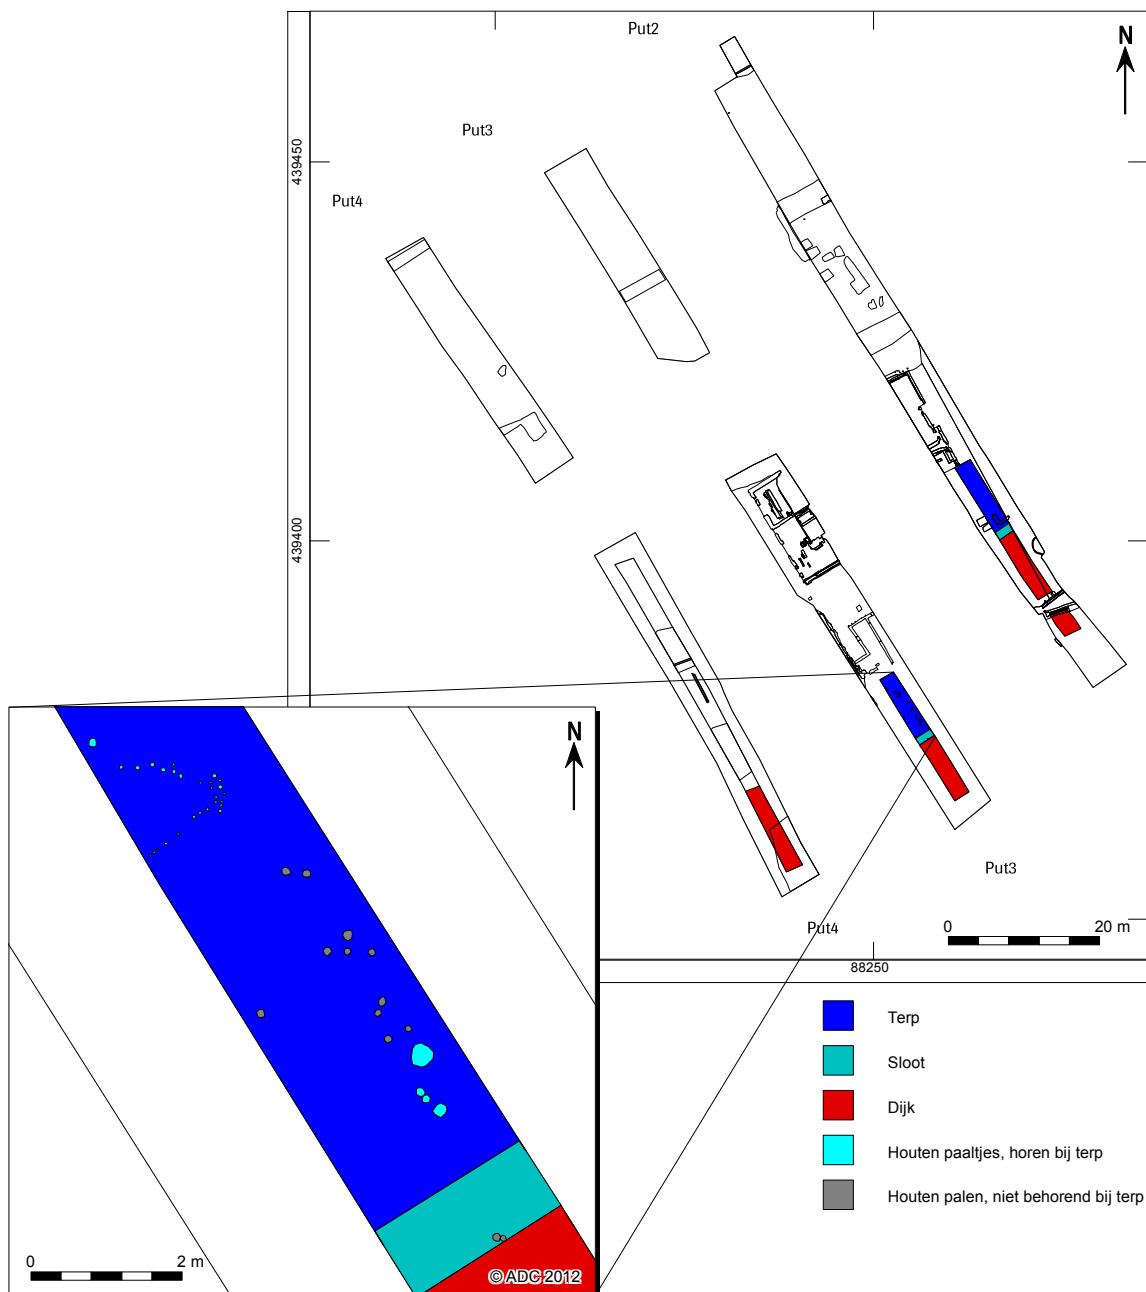 Put2
N
Put3
439450
Put4
439400
N
Put3
0 20 m
Put4
88250
Terp
Sloot
Dijk
Houten paaltjes, horen bij terp
Houten palen, niet behorend bij terp
0 2 m
© ADC 2012